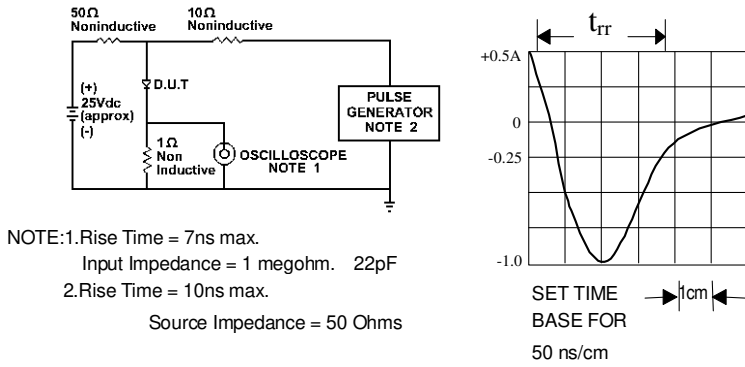 50Ω
Noninductive
10Ω
Noninductive
D.U.T
(+)
25Vdc
(approx)
(-)
PULSE
GENERATOR
NOTE 2
1Ω
Non
Inductive
OSCILLOSCOPE
NOTE 1
NOTE:1.Rise Time = 7ns max.
Input Impedance = 1 megohm. 22pF
2.Rise Time = 10ns max.
Source Impedance = 50 Ohms
trr
+0.5A
0
-0.25
-1.0
SET TIME
BASE FOR
50 ns/cm
1cm